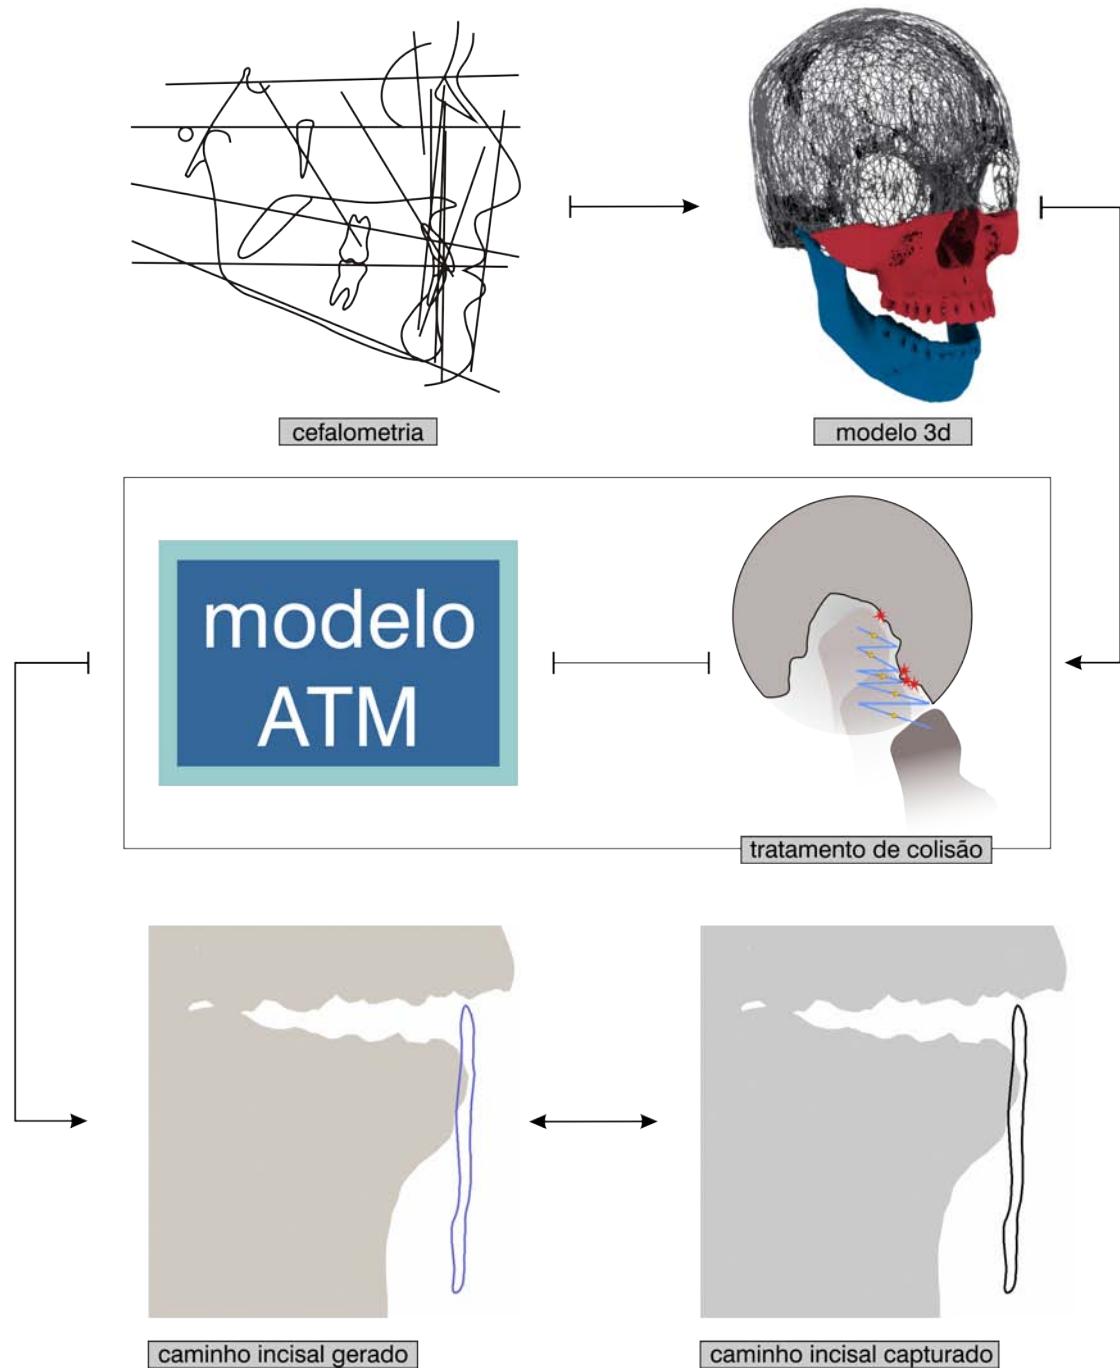 cefalometria
modelo 3d
modelo
ATM
tratamento de colisão
caminho incisal gerado
caminho incisal capturado